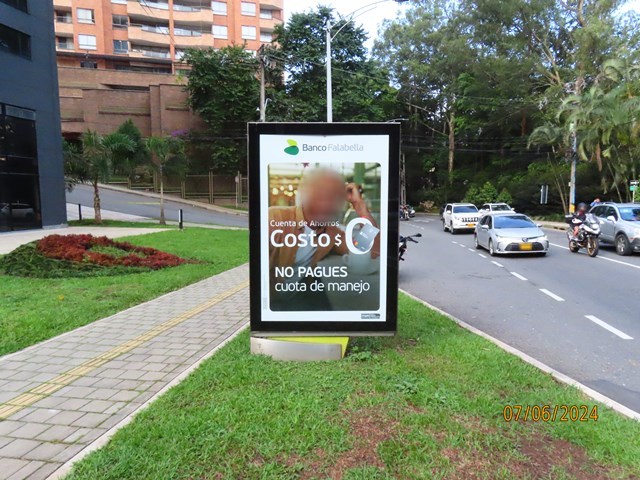 Banco Falabella
Cuenta de Ahorros
Costo $0
NO PAGUES
cuota de manejo
07/06/2024